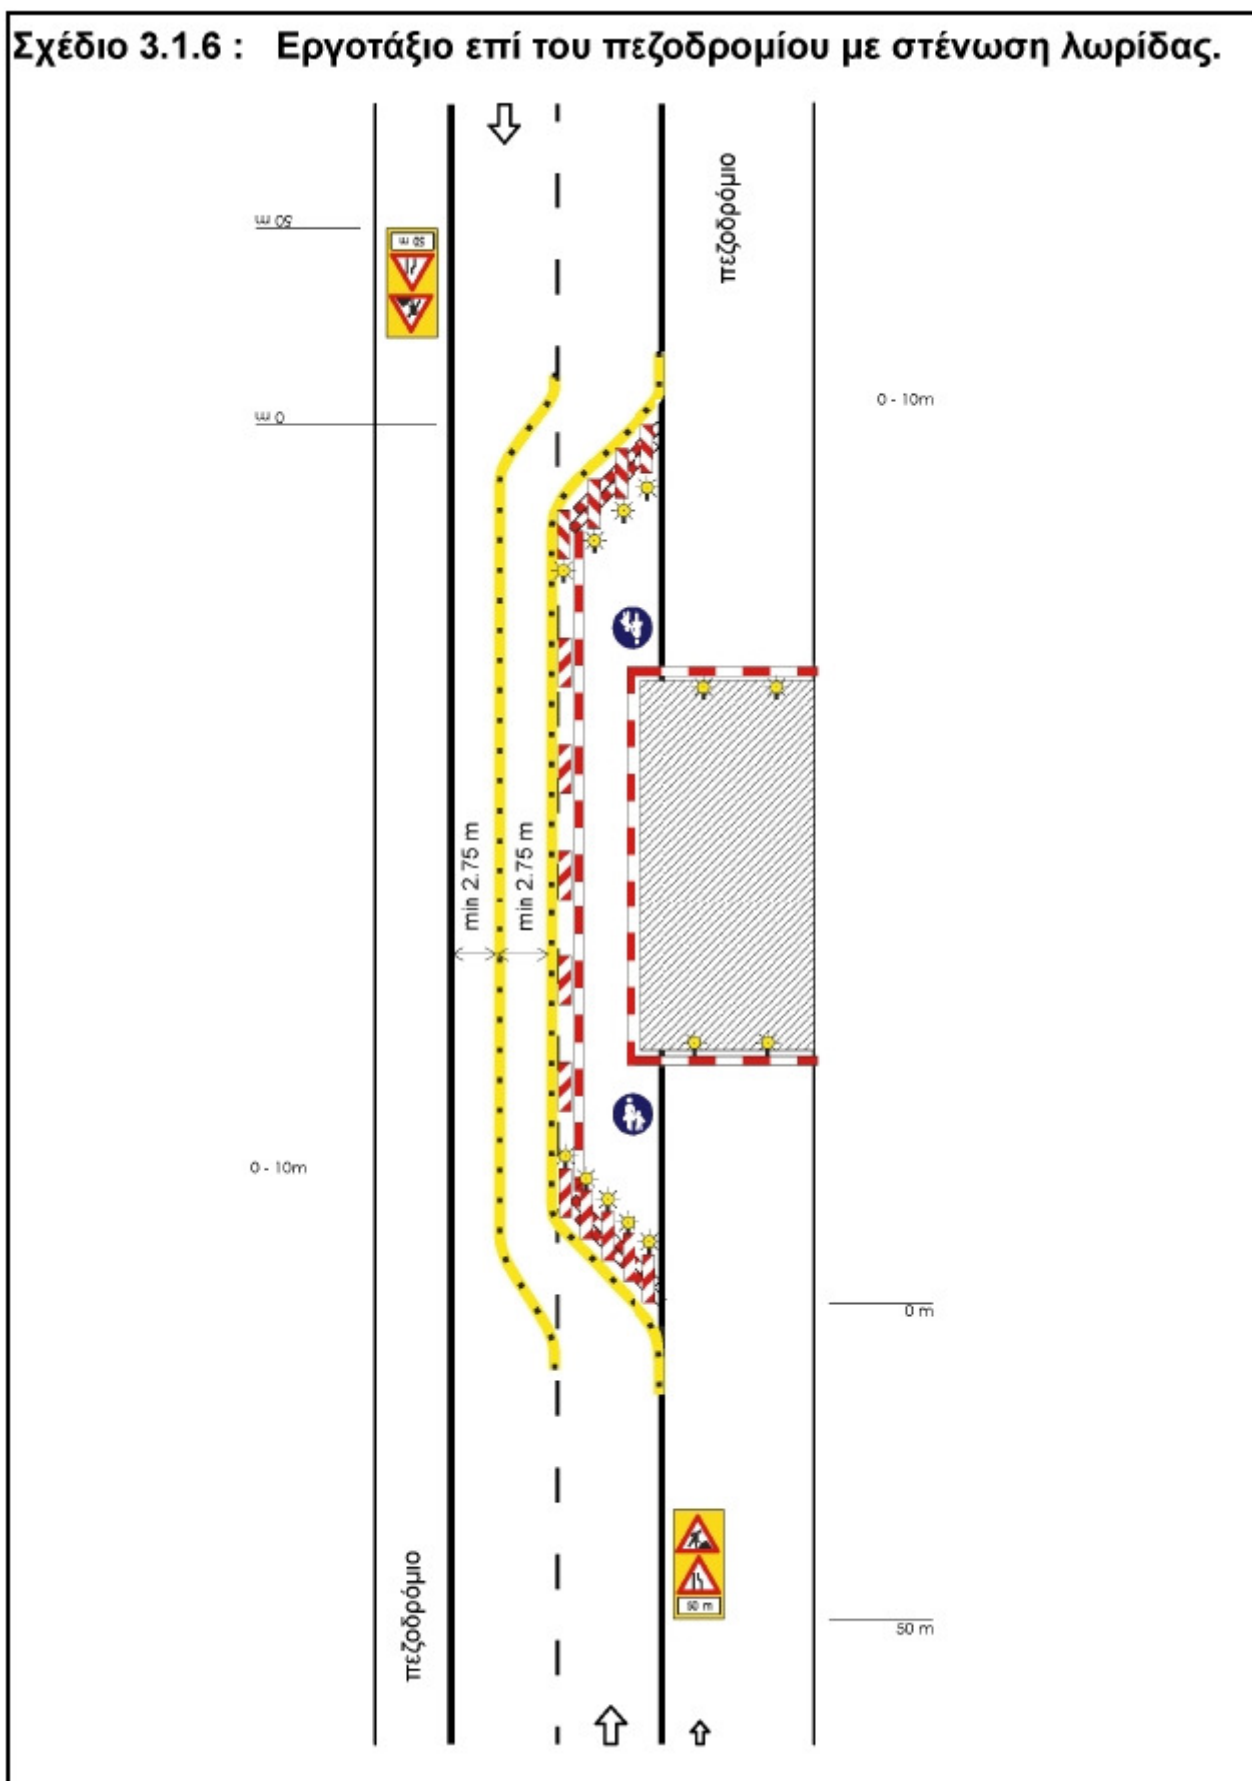 Σχέδιο 3.1.6 : Εργοτάξιο επί του πεζοδρομίου με στένωση λωρίδας.
πεζοδρόμιο
50 m
50 m
0 m
0 - 10m
min 2.75 m
min 2.75 m
0 - 10m
0 m
πεζοδρόμιο
50 m
50 m